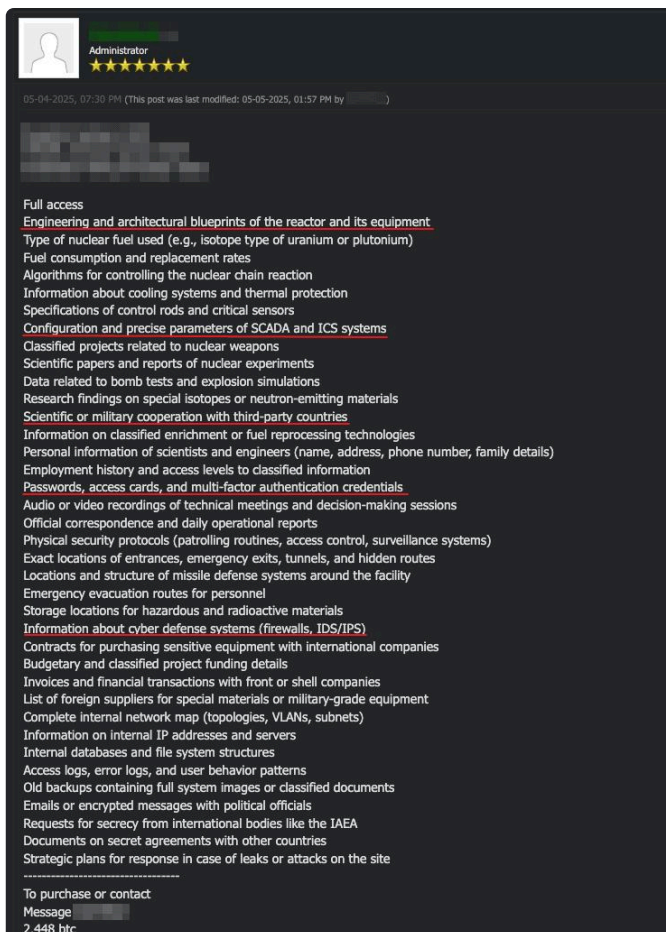 Administrator
05-04-2025, 07:30 PM (This post was last modified: 05-05-2025, 01:57 PM by )
Full access
Engineering and architectural blueprints of the reactor and its equipment
Type of nuclear fuel used (e.g., isotope type of uranium or plutonium)
Fuel consumption and replacement rates
Algorithms for controlling the nuclear chain reaction
Information about cooling systems and thermal protection
Specifications of control rods and critical sensors
Configuration and precise parameters of SCADA and ICS systems
Classified projects related to nuclear weapons
Scientific papers and reports of nuclear experiments
Data related to bomb tests and explosion simulations
Research findings on special isotopes or neutron-emitting materials
Scientific or military cooperation with third-party countries
Information on classified enrichment or fuel reprocessing technologies
Personal information of scientists and engineers (name, address, phone number, family details)
Employment history and access levels to classified information
Passwords, access cards, and multi-factor authentication credentials
Audio or video recordings of technical meetings and decision-making sessions
Official correspondence and daily operational reports
Physical security protocols (patrolling routines, access control, surveillance systems)
Exact locations of entrances, emergency exits, tunnels, and hidden routes
Locations and structure of missile defense systems around the facility
Emergency evacuation routes for personnel
Storage locations for hazardous and radioactive materials
Information about cyber defense systems (firewalls, IDS/IPS)
Contracts for purchasing sensitive equipment with international companies
Budgetary and classified project funding details
Invoices and financial transactions with front or shell companies
List of foreign suppliers for special materials or military-grade equipment
Complete internal network map (topologies, VLANs, subnets)
Information on internal IP addresses and servers
Internal databases and file system structures
Access logs, error logs, and user behavior patterns
Old backups containing full system images or classified documents
Emails or encrypted messages with political officials
Requests for secrecy from international bodies like the IAEA
Documents on secret agreements with other countries
Strategic plans for response in case of leaks or attacks on the site
----------------------------------
To purchase or contact
Message
2.448 btc